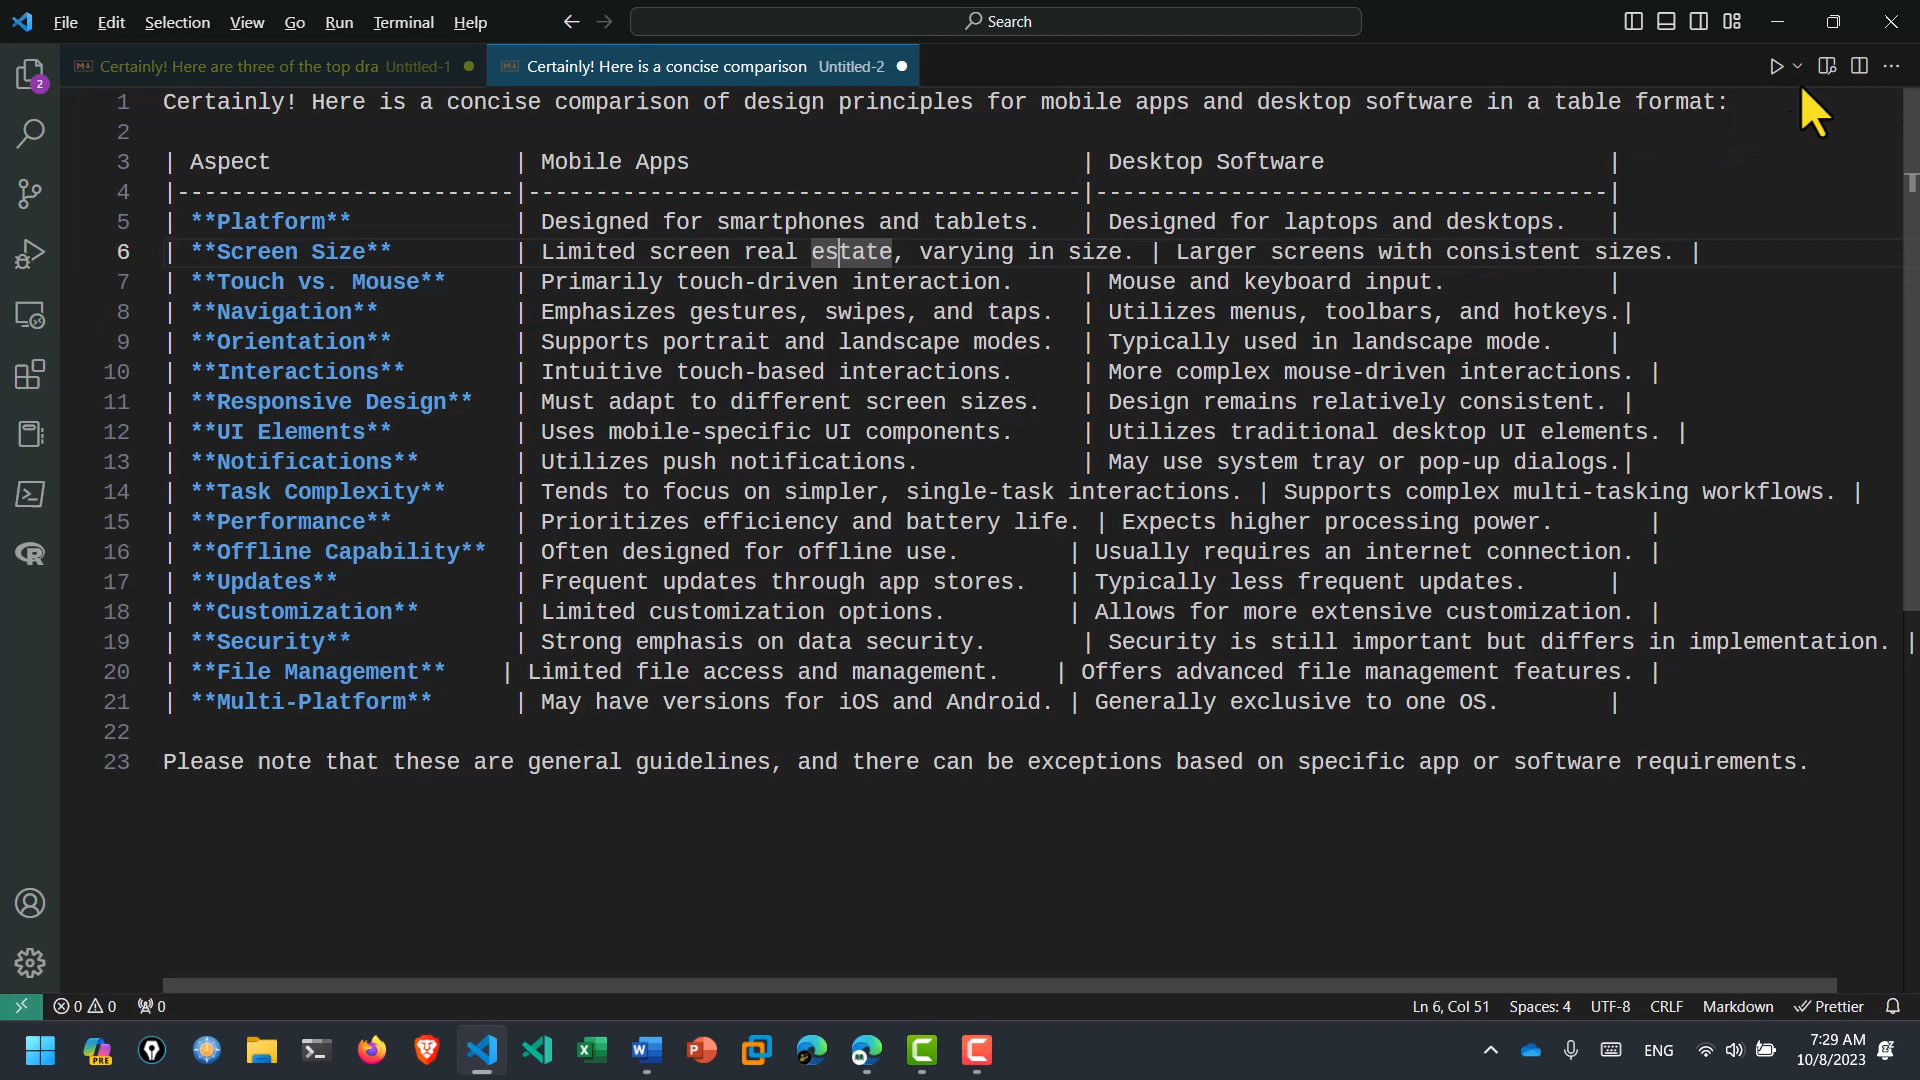 File Edit Selection View Go Run Terminal Help Search
2
Certainly! Here are three of the top dra Untitled-1 Certainly! Here is a concise comparison Untitled-2
1 Certainly! Here is a concise comparison of design principles for mobile apps and desktop software in a table format:
2
3 | Aspect | Mobile Apps | Desktop Software |
4 |-------------------------|-----------------------------------------|--------------------------------------|
5 | **Platform** | Designed for smartphones and tablets. | Designed for laptops and desktops. |
6 | **Screen Size** | Limited screen real estate, varying in size. | Larger screens with consistent sizes. |
7 | **Touch vs. Mouse** | Primarily touch-driven interaction. | Mouse and keyboard input. |
8 | **Navigation** | Emphasizes gestures, swipes, and taps. | Utilizes menus, toolbars, and hotkeys.|
9 | **Orientation** | Supports portrait and landscape modes. | Typically used in landscape mode. |
10 | **Interactions** | Intuitive touch-based interactions. | More complex mouse-driven interactions. |
11 | **Responsive Design** | Must adapt to different screen sizes. | Design remains relatively consistent. |
12 | **UI Elements** | Uses mobile-specific UI components. | Utilizes traditional desktop UI elements. |
13 | **Notifications** | Utilizes push notifications. | May use system tray or pop-up dialogs.|
14 | **Task Complexity** | Tends to focus on simpler, single-task interactions. | Supports complex multi-tasking workflows. |
15 | **Performance** | Prioritizes efficiency and battery life. | Expects higher processing power. |
16 | **Offline Capability** | Often designed for offline use. | Usually requires an internet connection. |
17 | **Updates** | Frequent updates through app stores. | Typically less frequent updates. |
18 | **Customization** | Limited customization options. | Allows for more extensive customization. |
19 | **Security** | Strong emphasis on data security. | Security is still important but differs in implementation. |
20 | **File Management** | Limited file access and management. | Offers advanced file management features. |
21 | **Multi-Platform** | May have versions for iOS and Android. | Generally exclusive to one OS. |
22
23 Please note that these are general guidelines, and there can be exceptions based on specific app or software requirements.
0 0 0 Ln 6, Col 51 Spaces: 4 UTF-8 CRLF Markdown Prettier
PRE ENG 7:29 AM
10/8/2023